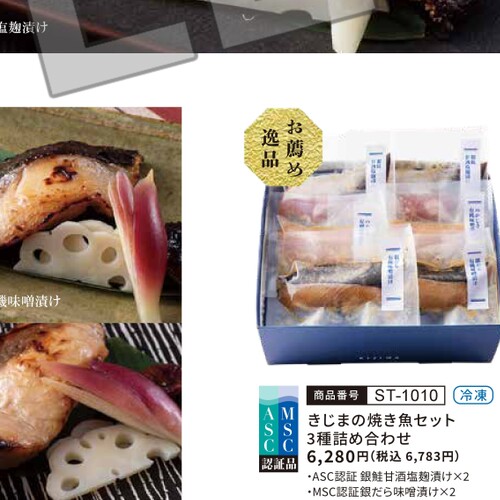 塩麹漬け
お薦め
逸品
磯味噌漬け
KIJIMA
商品番号 ST-1010 冷凍
ASC MSC 認証品
きじまの焼き魚セット
3種詰め合わせ
6,280円(税込 6,783円)
・ASC認証 銀鮭甘酒塩麹漬け×2
・MSC認証銀だら味噌漬け×2